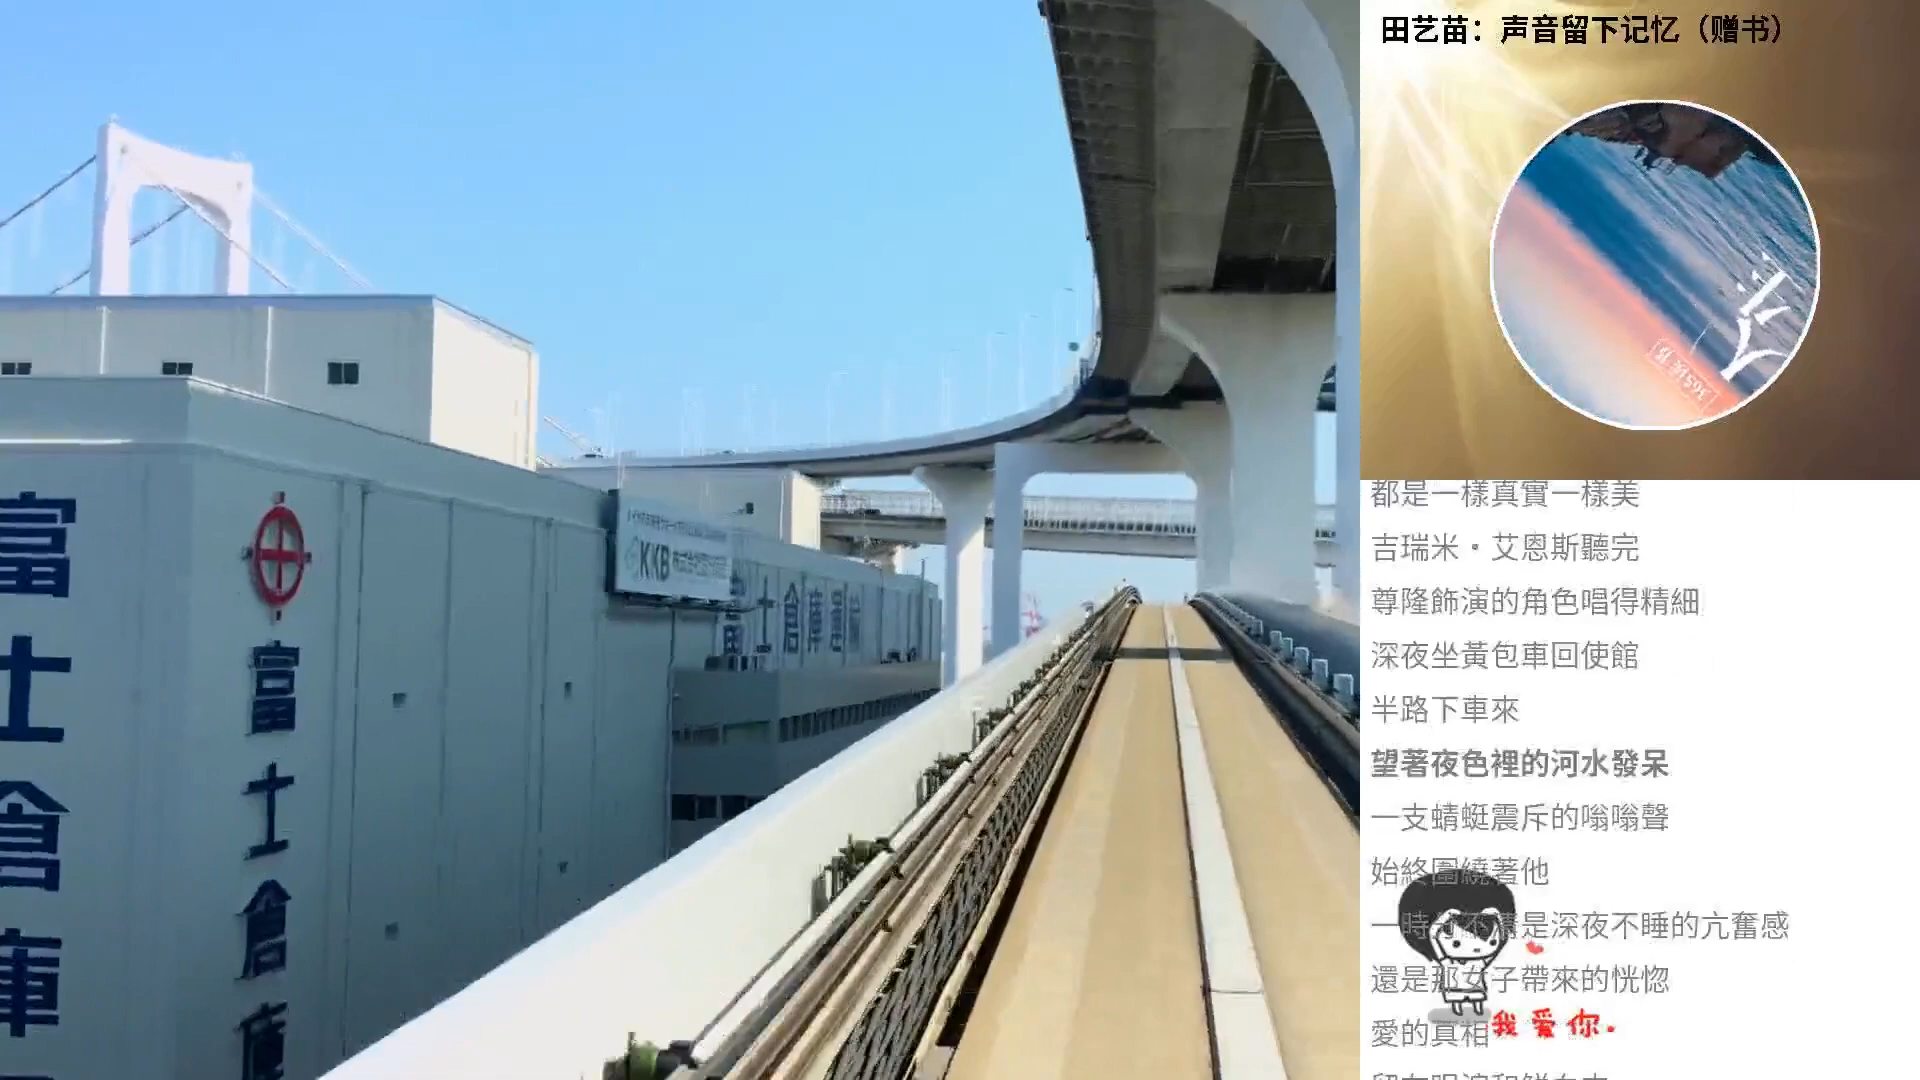 田艺苗：声音留下记忆（赠书）
都是一樣真實一樣美
吉瑞米·艾恩斯聽完
尊隆飾演的角色唱得精細
深夜坐黃包車回使館
半路下車來
望著夜色裡的河水發呆
一支蜻蜓震斥的嗡嗡聲
始終圍繞著他
一時分不清是深夜不睡的亢奮感
還是那女子帶來的恍惚
愛的真相
我爱你.
富士倉庫
富士倉庫
KKB
富士倉庫